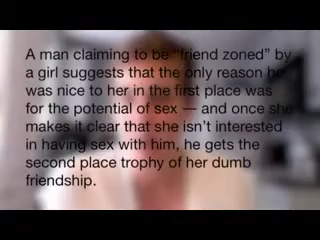 A man claiming to be “friend zoned” by
a girl suggests that the only reason he
was nice to her in the first place was
for the potential of sex — and once she
makes it clear that she isn’t interested
in having sex with him, he gets the
second place trophy of her dumb
friendship.